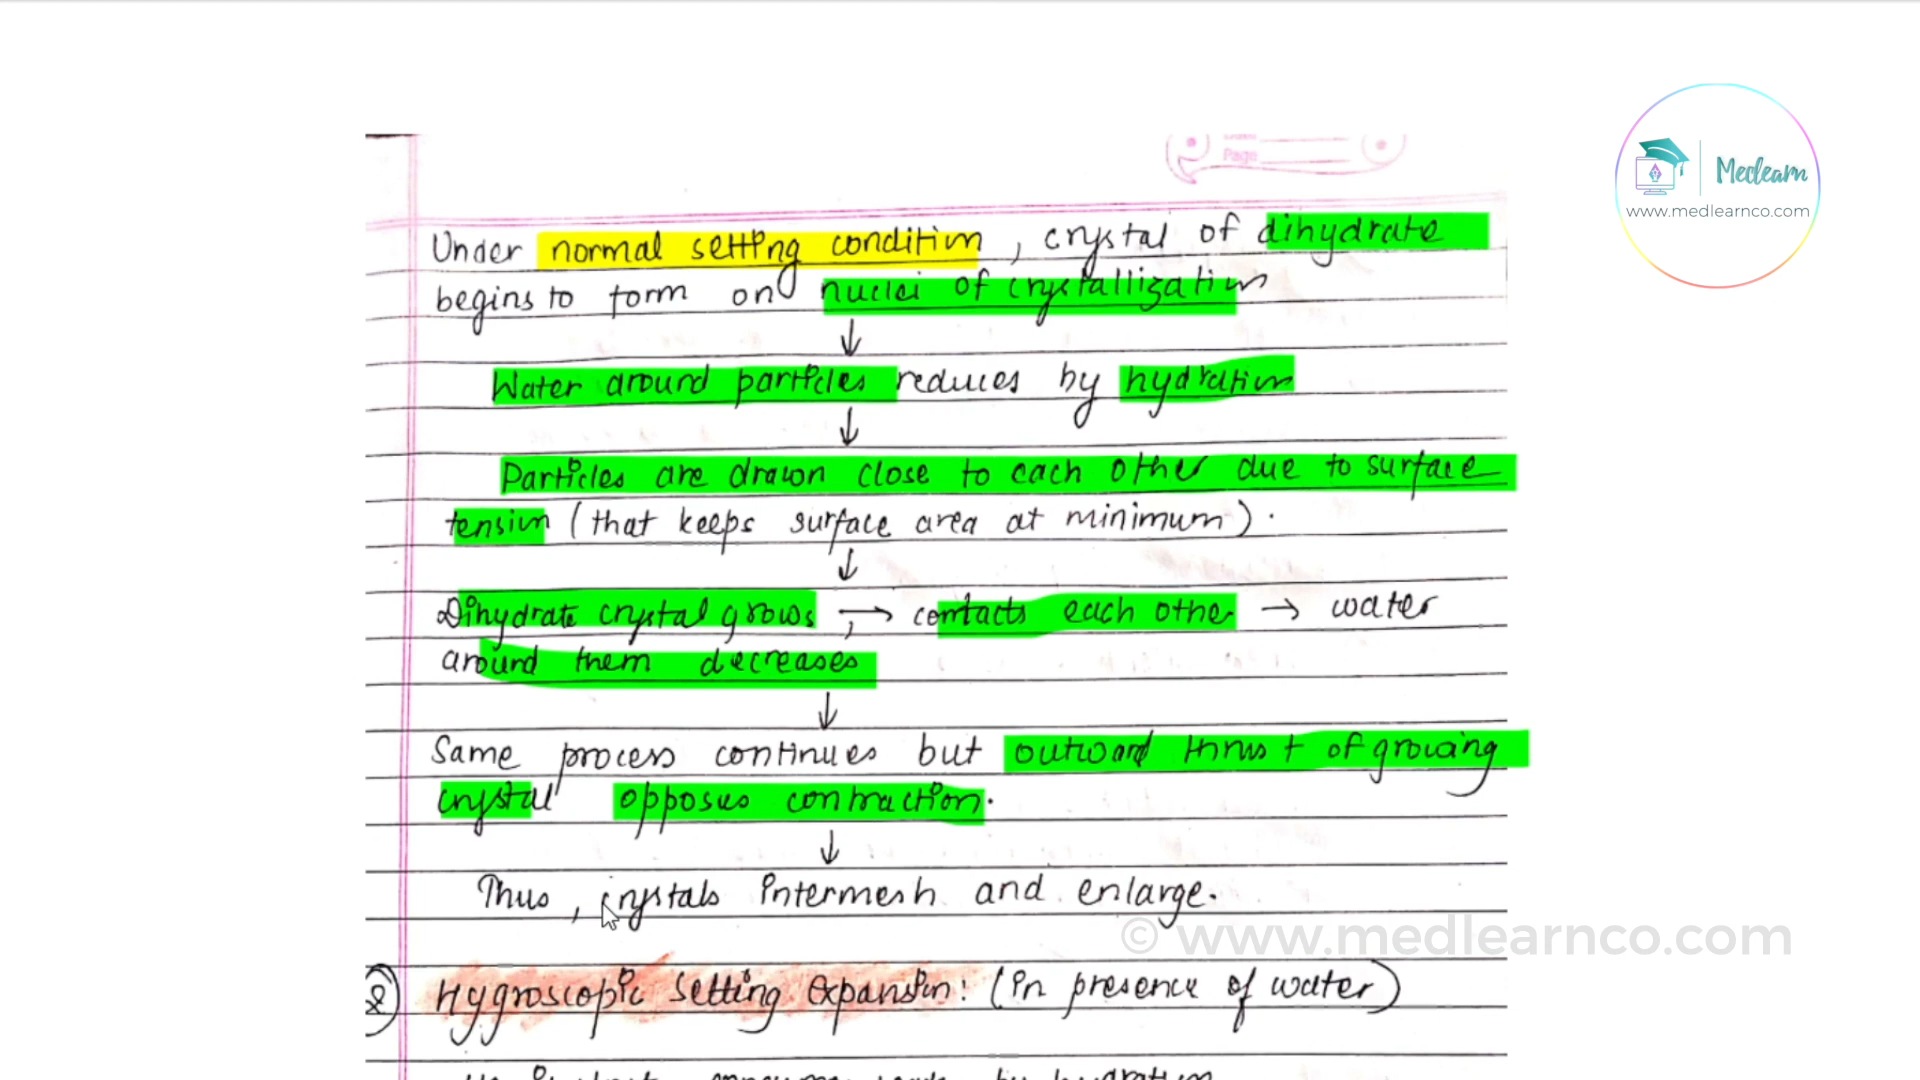 Page
Medlearn
www.medlearnco.com
Under normal setting condition, crystal of dihydrate
begins to form on nuclei of crystallization
↓
Water around particles reduces by hydration
↓
Particles are drawn close to each other due to surface
tension (that keeps surface area at minimum).
↓
Dihydrate crystal grows, → contacts each other → water
around them decreases
↓
Same process continues but outward thrust of growing
crystal opposes contraction.
↓
Thus, crystals intermesh and enlarge.
© www.medlearnco.com
② Hygroscopic Setting Expansion: (in presence of water)
by hydration